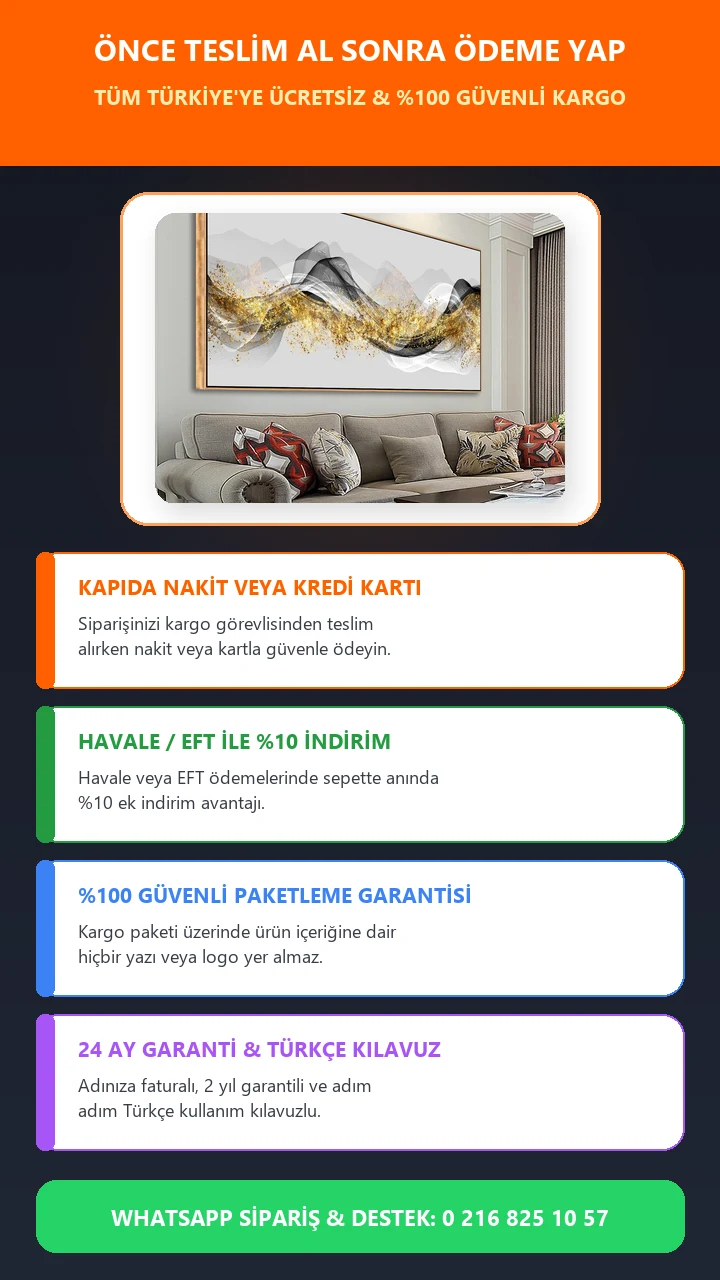 ÖNCE TESLİM AL SONRA ÖDEME YAP
TÜM TÜRKİYE'YE ÜCRETSİZ & %100 GÜVENLİ KARGO
KAPIDA NAKİT VEYA KREDİ KARTI
Siparişinizi kargo görevlisinden teslim
alırken nakit veya kartla güvenle ödeyin.
HAVALE / EFT İLE %10 İNDİRİM
Havale veya EFT ödemelerinde sepette anında
%10 ek indirim avantajı.
%100 GÜVENLİ PAKETLEME GARANTİSİ
Kargo paketi üzerinde ürün içeriğine dair
hiçbir yazı veya logo yer almaz.
24 AY GARANTİ & TÜRKÇE KILAVUZ
Adınıza faturalı, 2 yıl garantili ve adım
adım Türkçe kullanım kılavuzlu.
WHATSAPP SİPARİŞ & DESTEK: 0 216 825 10 57